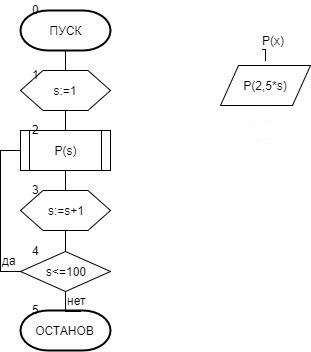 0
ПУСК
1
s:=1
2
P(s)
3
s:=s+1
4
s<=100
да
нет
5
ОСТАНОВ
P(x)
P(2,5*s)